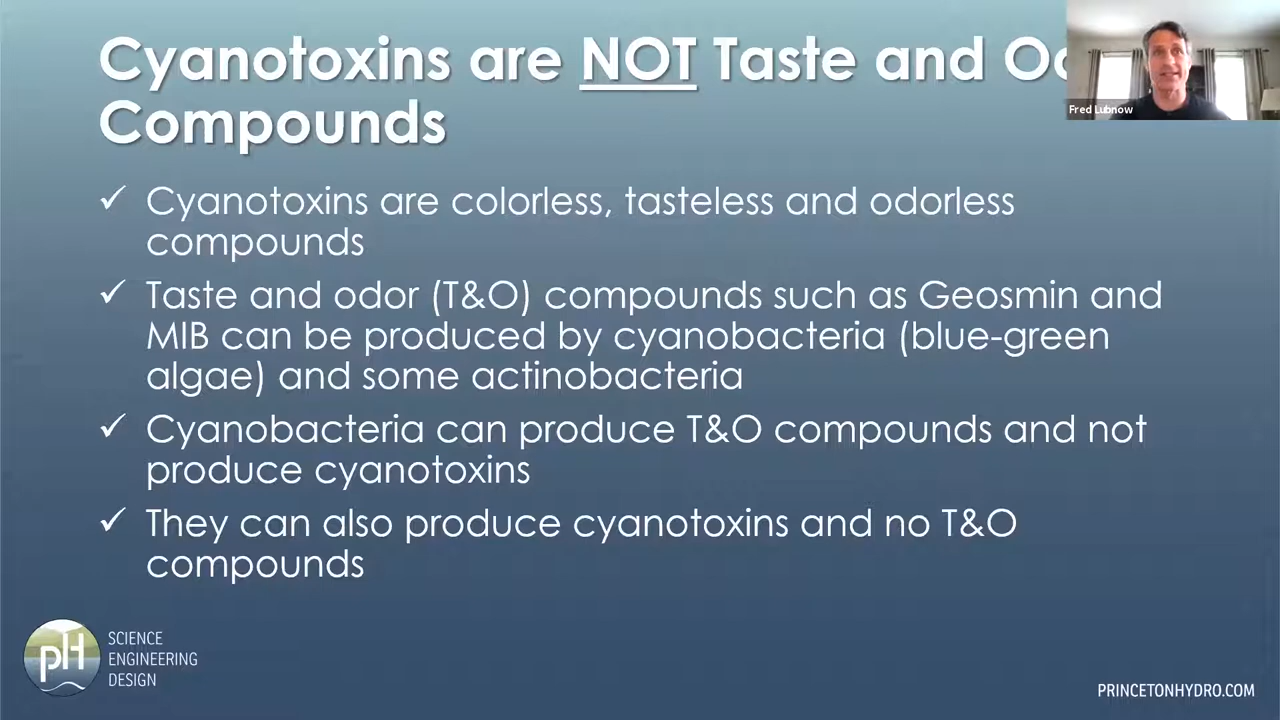 Cyanotoxins are NOT Taste and
Compounds
Fred Lubnow
✓ Cyanotoxins are colorless, tasteless and odorless
compounds
✓ Taste and odor (T&O) compounds such as Geosmin and
MIB can be produced by cyanobacteria (blue-green
algae) and some actinobacteria
✓ Cyanobacteria can produce T&O compounds and not
produce cyanotoxins
✓ They can also produce cyanotoxins and no T&O
compounds
pH
SCIENCE
ENGINEERING
DESIGN
PRINCETONHYDRO.COM